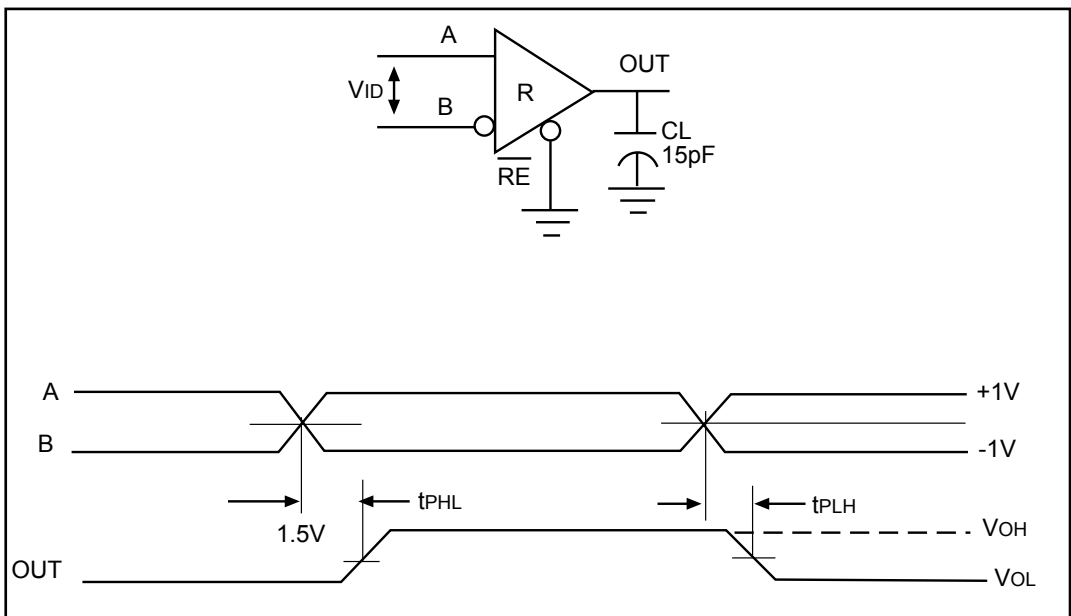 A
OUT
VID
R
B
CL
15pF
RE
A
+1V
B
-1V
tPHL
tPLH
1.5V
VOH
OUT
VOL